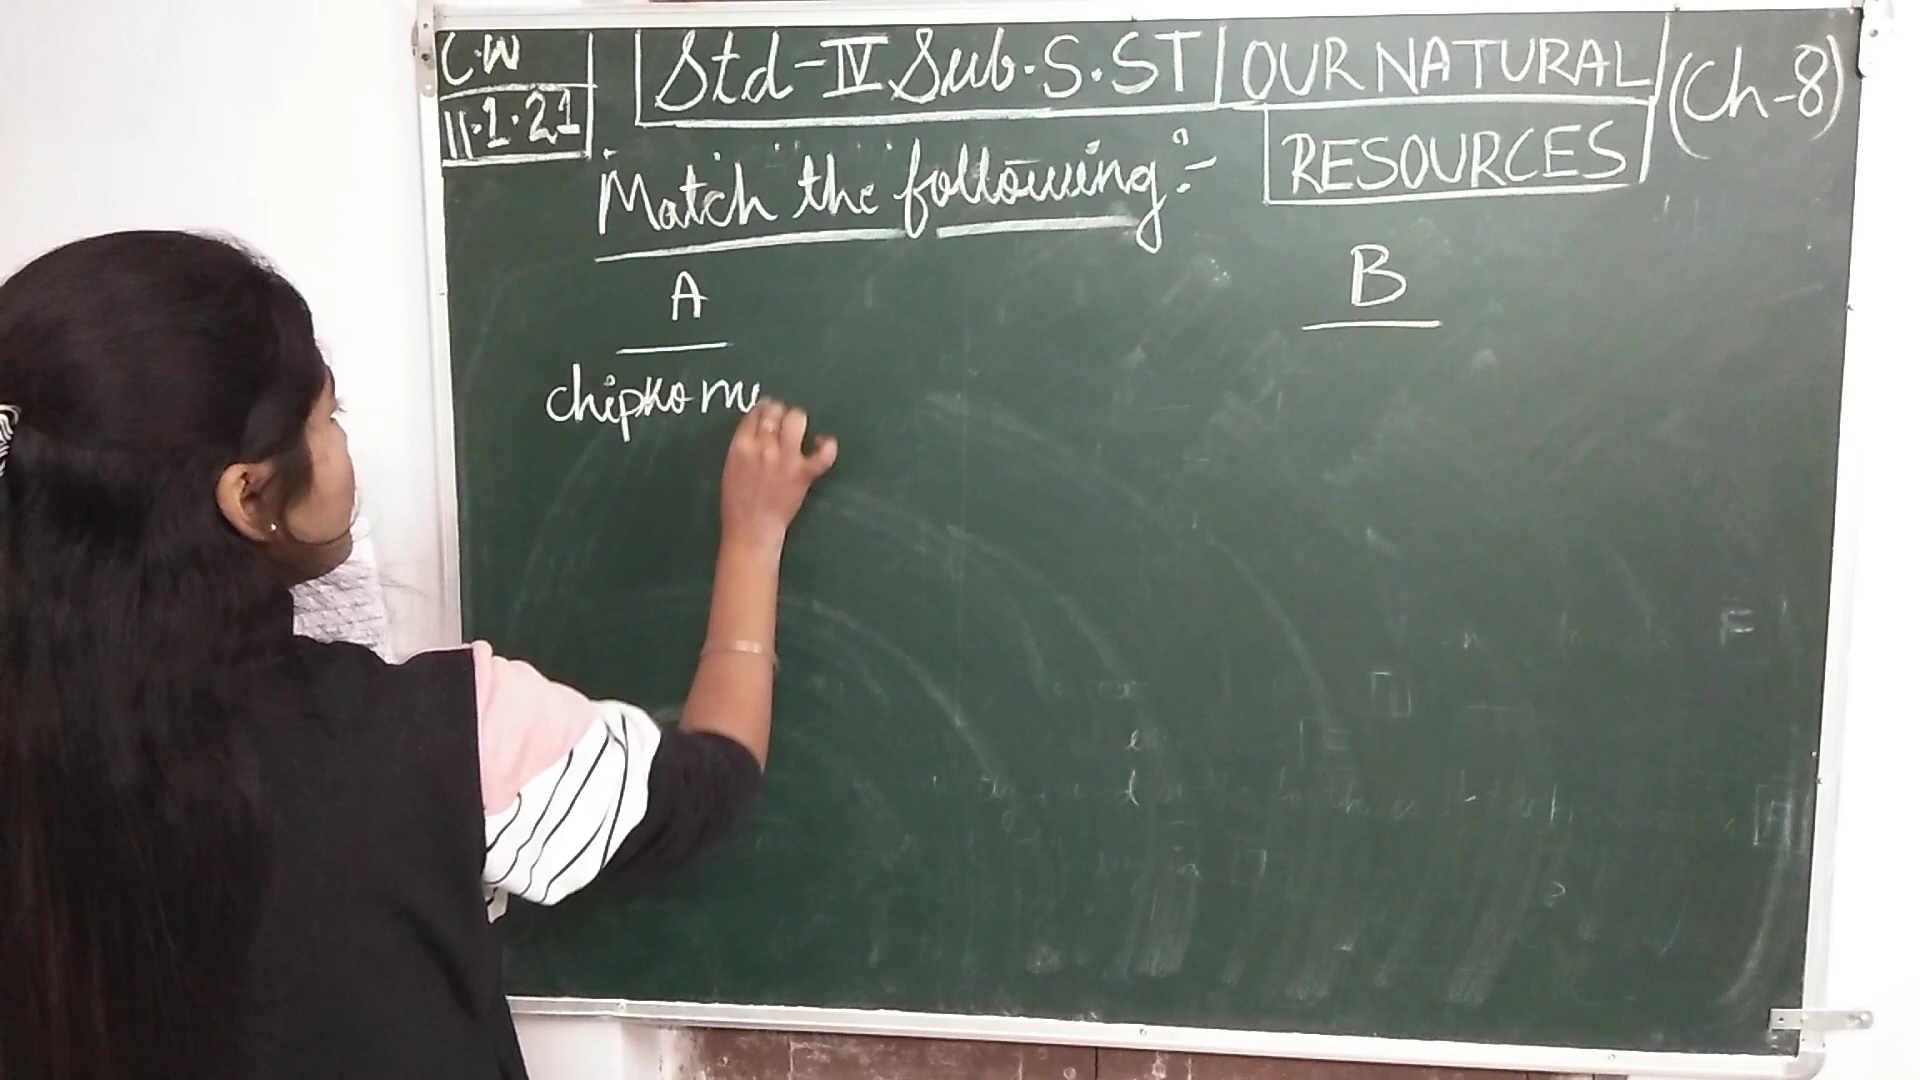 C.W
11.1.21
Std-IV Sub.S.ST OUR NATURAL (Ch-8)
RESOURCES
Match the following:-
A B
chipko